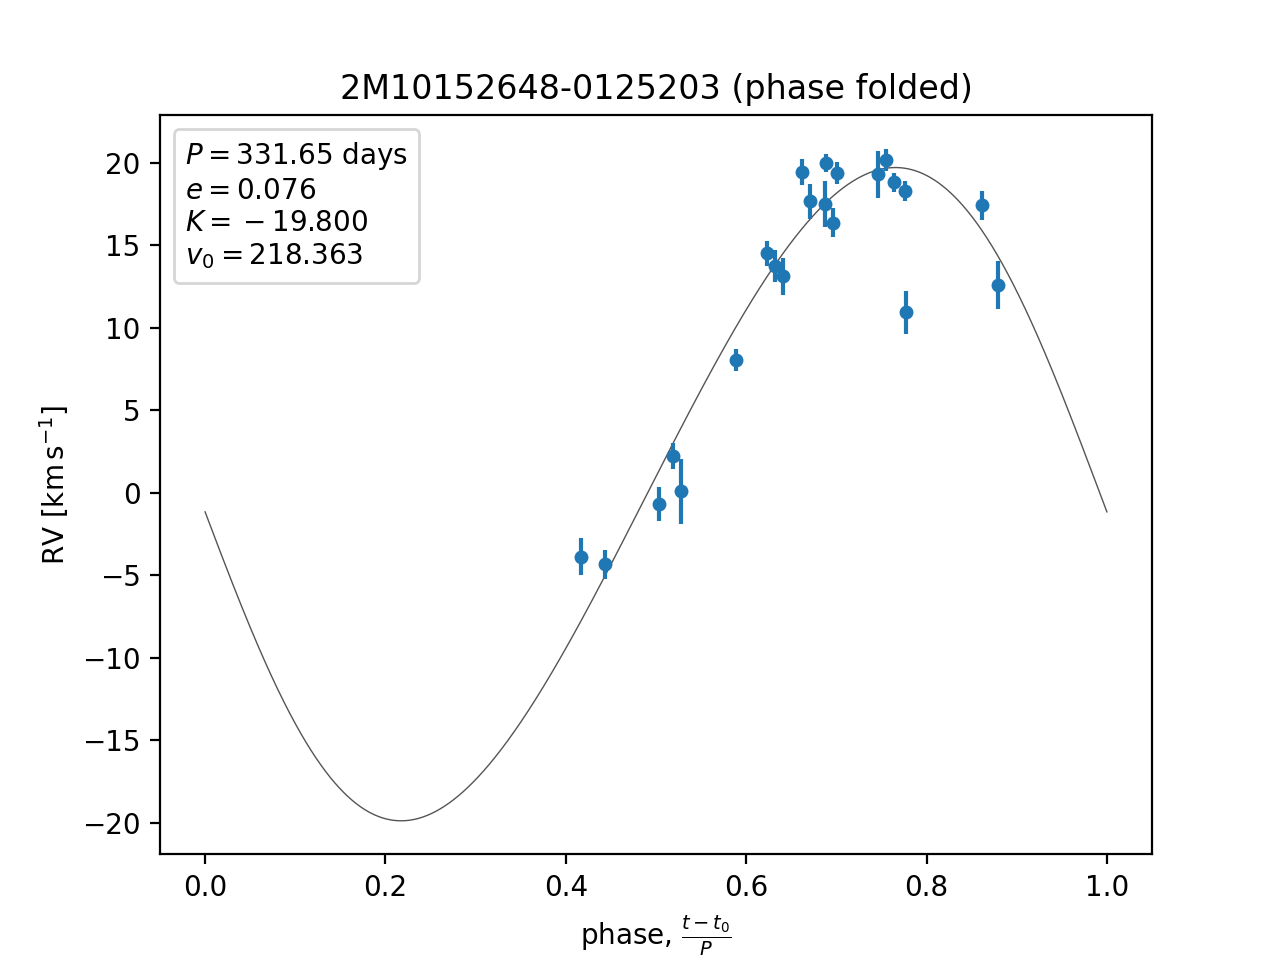 2M10152648-0125203 (phase folded)
P = 331.65 days
e = 0.076
K = −19.800
v₀ = 218.363
20
15
10
5
0
−5
−10
−15
−20
RV [km s⁻¹]
0.0 0.2 0.4 0.6 0.8 1.0
phase, (t − t₀)/P